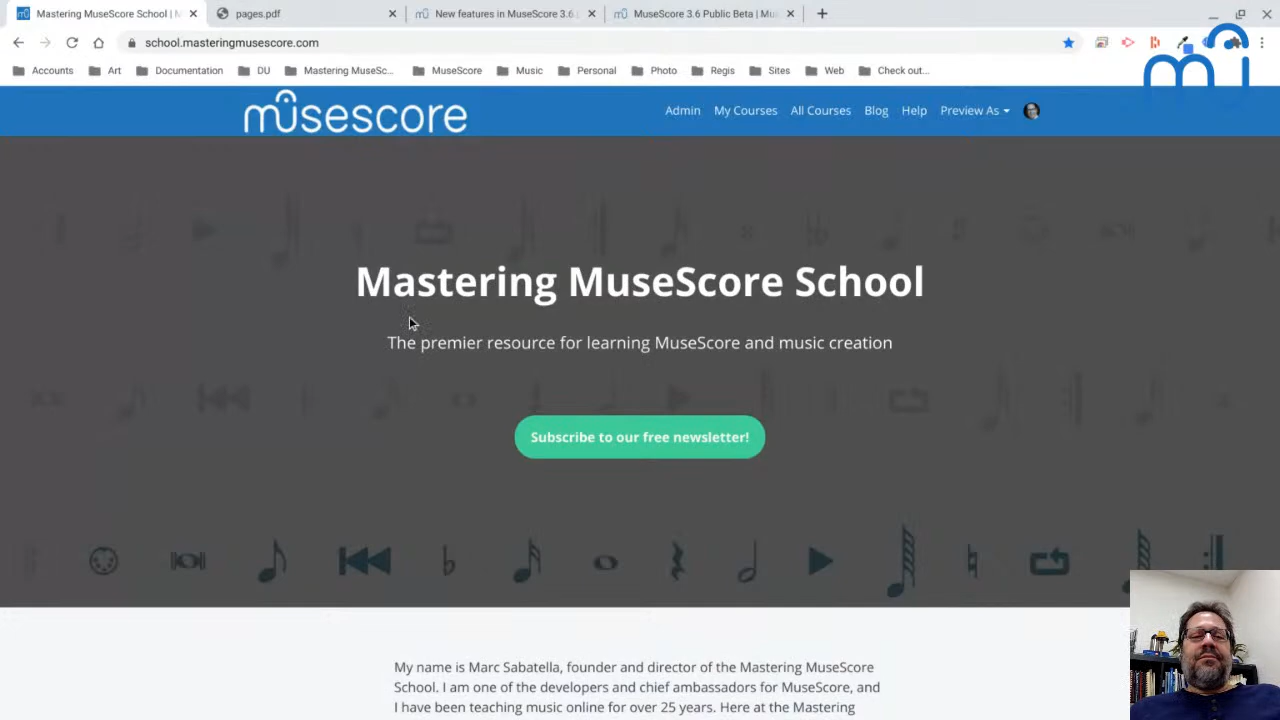 Mastering MuseScore School | M
pages.pdf
New features in MuseScore 3.6
MuseScore 3.6 Public Beta | Mu
school.masteringmusescore.com
Accounts
Art
Documentation
DU
Mastering MuseSc...
MuseScore
Music
Personal
Photo
Regis
Sites
Web
Check out...
musescore
Admin
My Courses
All Courses
Blog
Help
Preview As
mu
Mastering MuseScore School
The premier resource for learning MuseScore and music creation
Subscribe to our free newsletter!
My name is Marc Sabatella, founder and director of the Mastering MuseScore
School. I am one of the developers and chief ambassadors for MuseScore, and
I have been teaching music online for over 25 years. Here at the Mastering